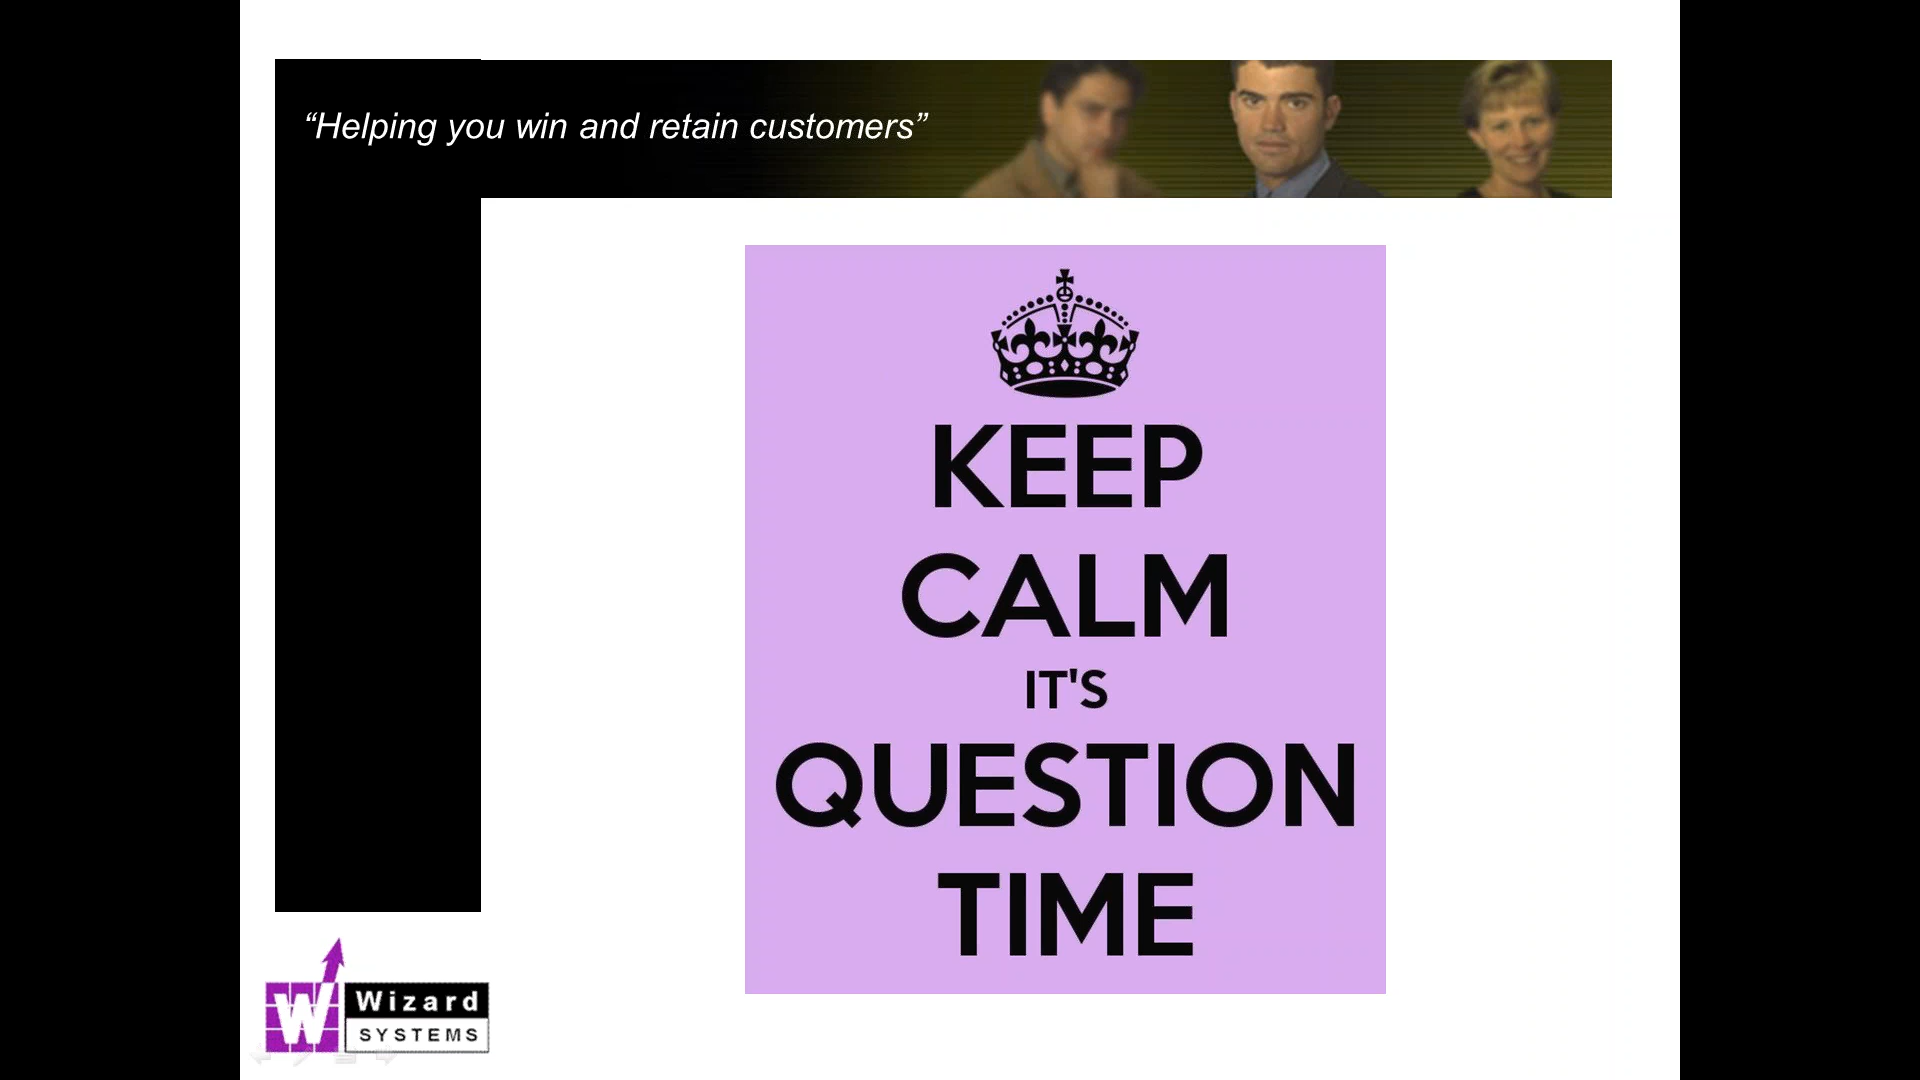 “Helping you win and retain customers”
KEEP
CALM
IT'S
QUESTION
TIME
W
Wizard
SYSTEMS